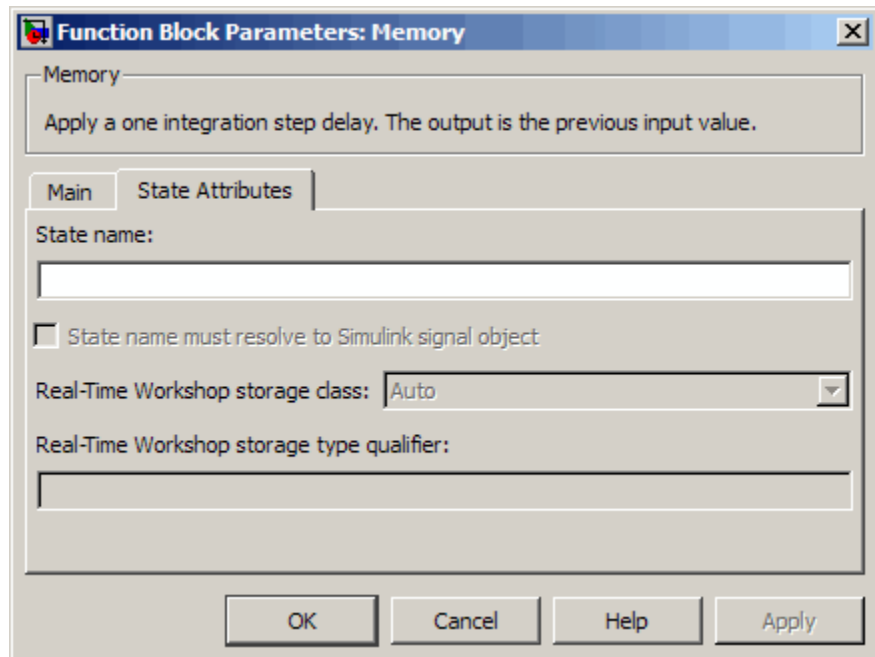 Function Block Parameters: Memory
Memory
Apply a one integration step delay. The output is the previous input value.
Main State Attributes
State name:
State name must resolve to Simulink signal object
Real-Time Workshop storage class: Auto
Real-Time Workshop storage type qualifier:
OK Cancel Help Apply